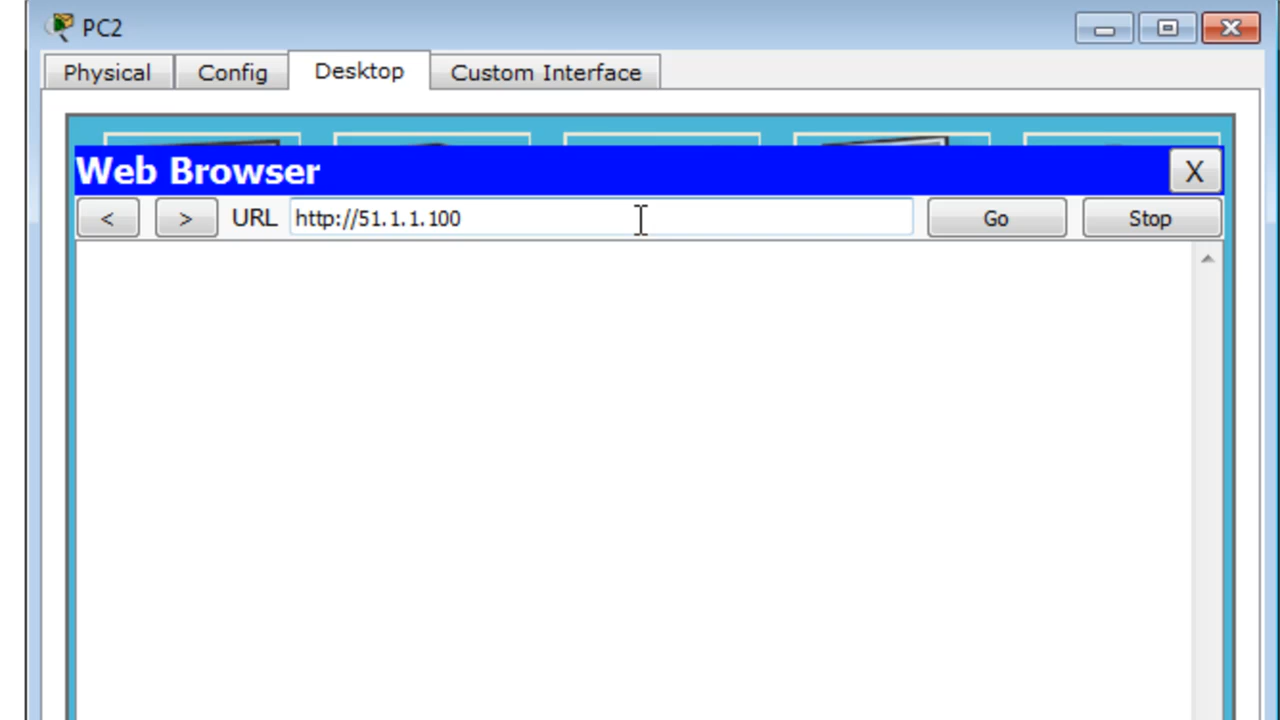 PC2
Physical Config Desktop Custom Interface
Web Browser X
< > URL http://51.1.1.100 Go Stop